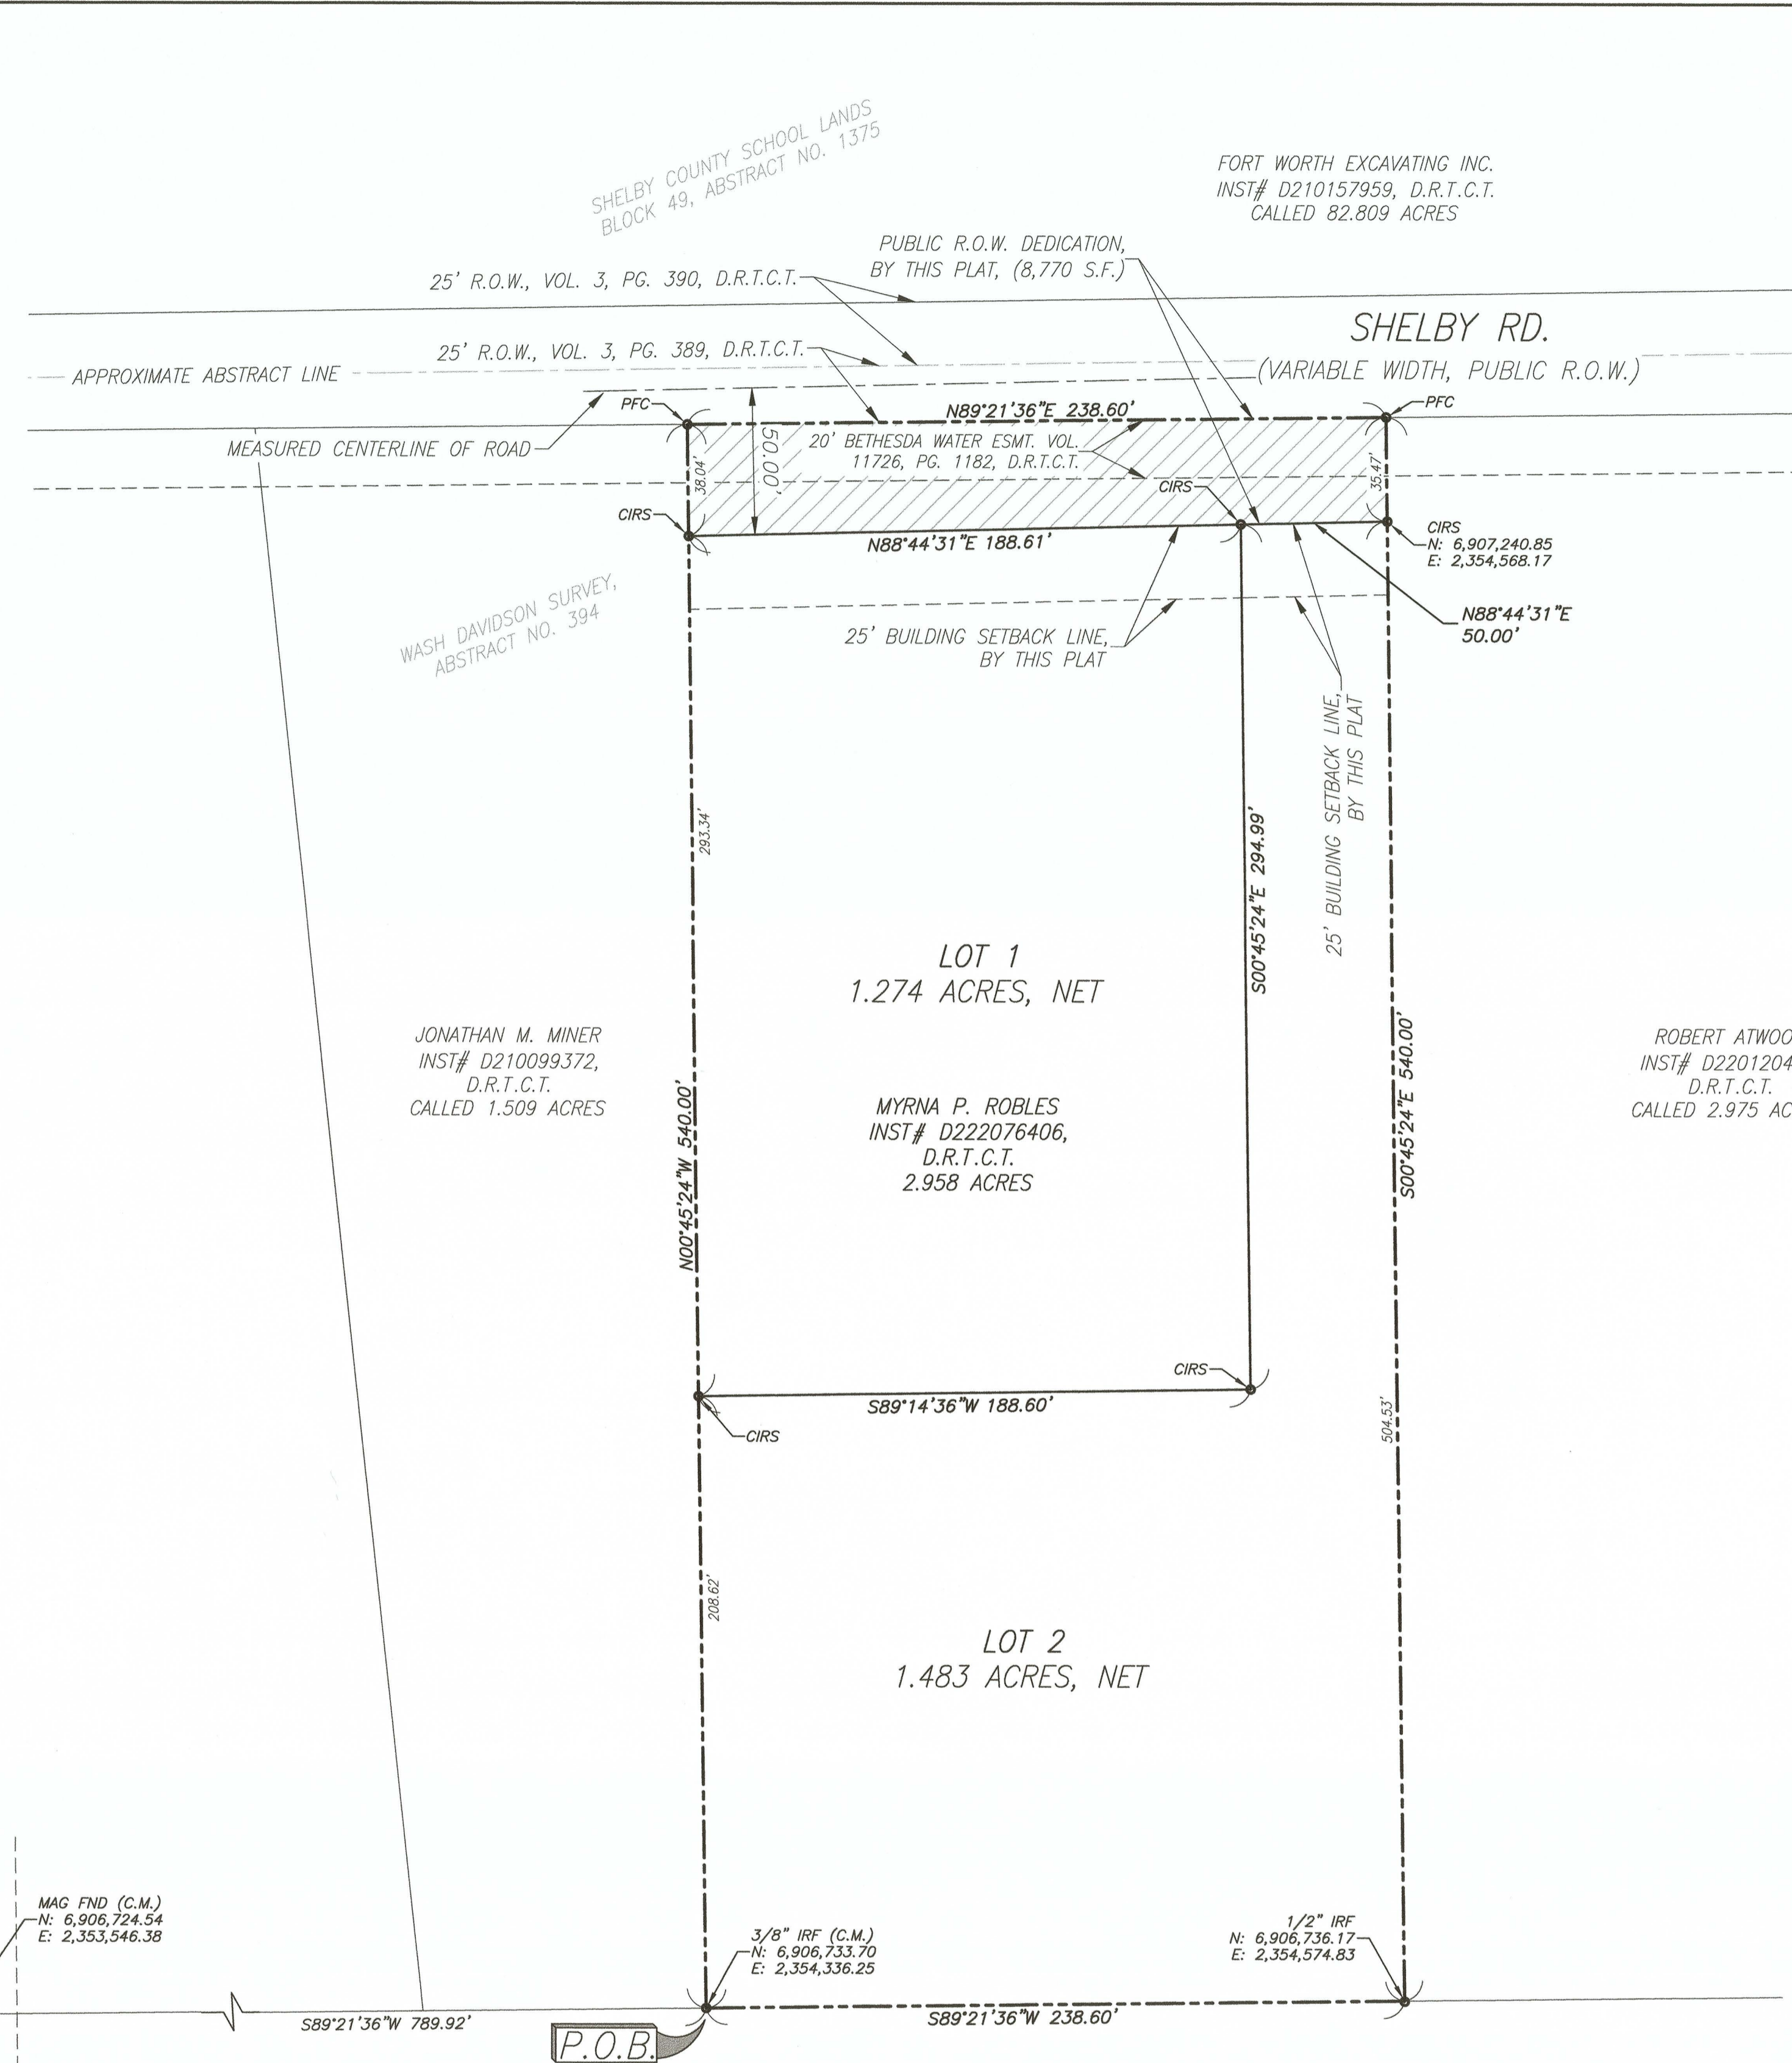 SHELBY COUNTY SCHOOL LANDS
BLOCK 49, ABSTRACT NO. 1375
FORT WORTH EXCAVATING INC.
INST# D210157959, D.R.T.C.T.
CALLED 82.809 ACRES
PUBLIC R.O.W. DEDICATION,
BY THIS PLAT, (8,770 S.F.)
25' R.O.W., VOL. 3, PG. 390, D.R.T.C.T.
SHELBY RD.
(VARIABLE WIDTH, PUBLIC R.O.W.)
25' R.O.W., VOL. 3, PG. 389, D.R.T.C.T.
APPROXIMATE ABSTRACT LINE
PFC
N89°21'36"E 238.60'
PFC
MEASURED CENTERLINE OF ROAD
50.00'
20' BETHESDA WATER ESMT. VOL.
11726, PG. 1182, D.R.T.C.T.
38.04'
35.47'
CIRS
CIRS
N88°44'31"E 188.61'
CIRS
N: 6,907,240.85
E: 2,354,568.17
N88°44'31"E
50.00'
WASH DAVIDSON SURVEY,
ABSTRACT NO. 394
25' BUILDING SETBACK LINE,
BY THIS PLAT
25' BUILDING SETBACK LINE,
BY THIS PLAT
293.34'
S00°45'24"E 294.99'
LOT 1
1.274 ACRES, NET
JONATHAN M. MINER
INST# D210099372,
D.R.T.C.T.
CALLED 1.509 ACRES
N00°45'24"W 540.00'
MYRNA P. ROBLES
INST# D222076406,
D.R.T.C.T.
2.958 ACRES
S00°45'24"E 540.00'
ROBERT ATWOO
INST# D2201204
D.R.T.C.T.
CALLED 2.975 AC
CIRS
S89°14'36"W 188.60'
CIRS
504.53'
208.62'
LOT 2
1.483 ACRES, NET
MAG FND (C.M.)
N: 6,906,724.54
E: 2,353,546.38
3/8" IRF (C.M.)
N: 6,906,733.70
E: 2,354,336.25
1/2" IRF
N: 6,906,736.17
E: 2,354,574.83
S89°21'36"W 789.92'
S89°21'36"W 238.60'
P.O.B.